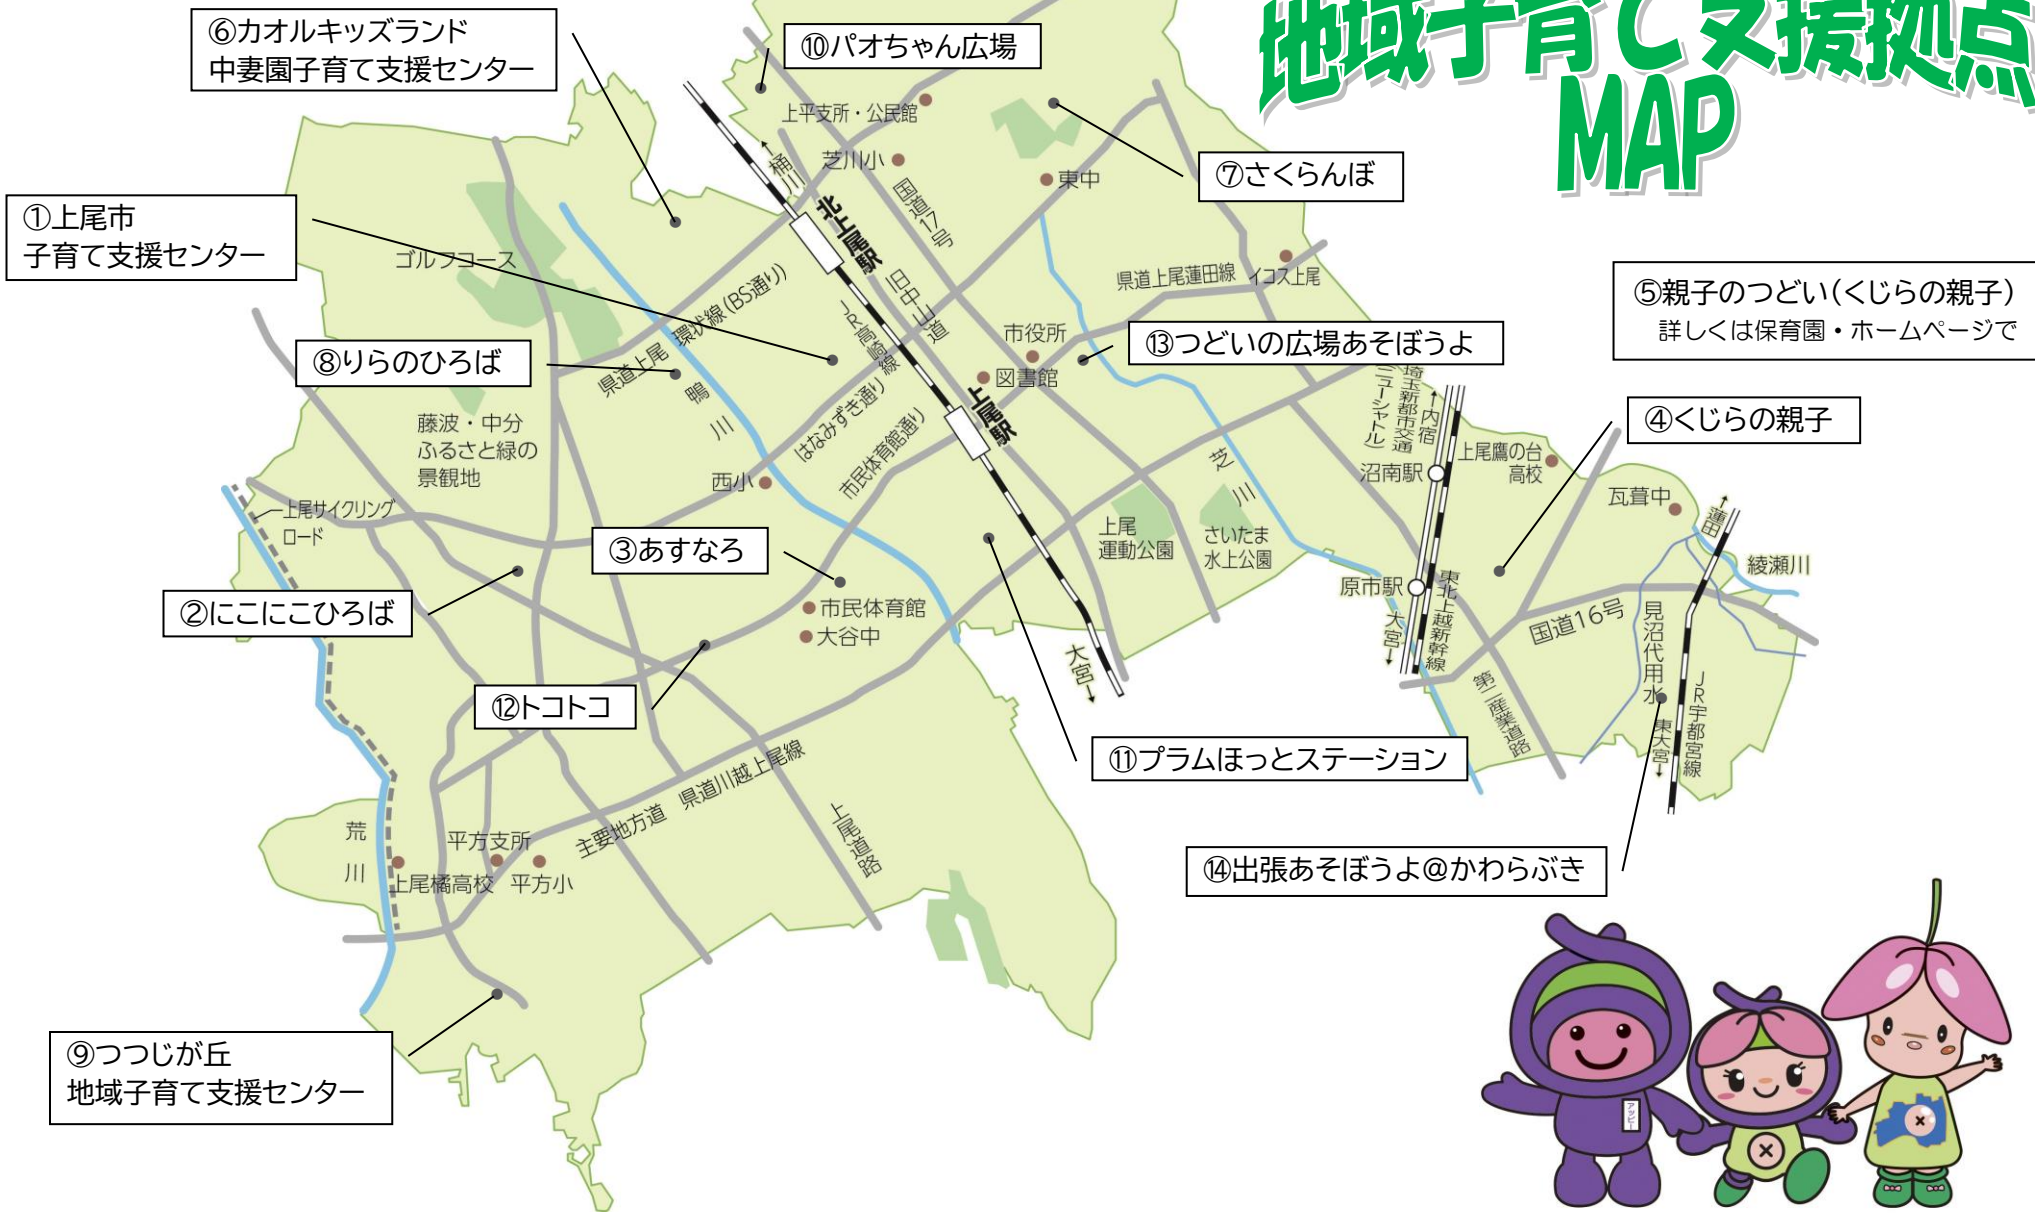 地域子育て支援拠点
MAP
⑥カオルキッズランド
中妻園子育て支援センター
⑩パオちゃん広場
上平支所・公民館
芝川小
東中
⑦さくらんぼ
①上尾市
子育て支援センター
ゴルフコース
←桶川
北上尾駅
国道17号
旧中山道
JR高崎線
県道上尾 環状線(BS通り)
県道上尾蓮田線
イコス上尾
⑤親子のつどい(くじらの親子)
詳しくは保育園・ホームページで
⑧りらのひろば
鴨川
市役所
図書館
⑬つどいの広場あそぼうよ
はなみずき通り
市民体育館通り
上尾駅
藤波・中分
ふるさと緑の
景観地
西小
埼玉新都市交通
(ニューシャトル)
←内宿
沼南駅
上尾鷹の台
高校
④くじらの親子
瓦葺中
←蓮田
綾瀬川
上尾サイクリング
ロード
③あすなろ
上尾
運動公園
さいたま
水上公園
芝川
原市駅
大宮→
東北上越新幹線
国道16号
見沼代用水
②にこにこひろば
市民体育館
大谷中
大宮→
⑫トコトコ
⑪プラムほっとステーション
第二産業道路
JR宇都宮線
東大宮→
主要地方道 県道川越上尾線
上尾道路
荒川
平方支所
上尾橘高校
平方小
⑭出張あそぼうよ@かわらぶき
⑨つつじが丘
地域子育て支援センター
アッピー